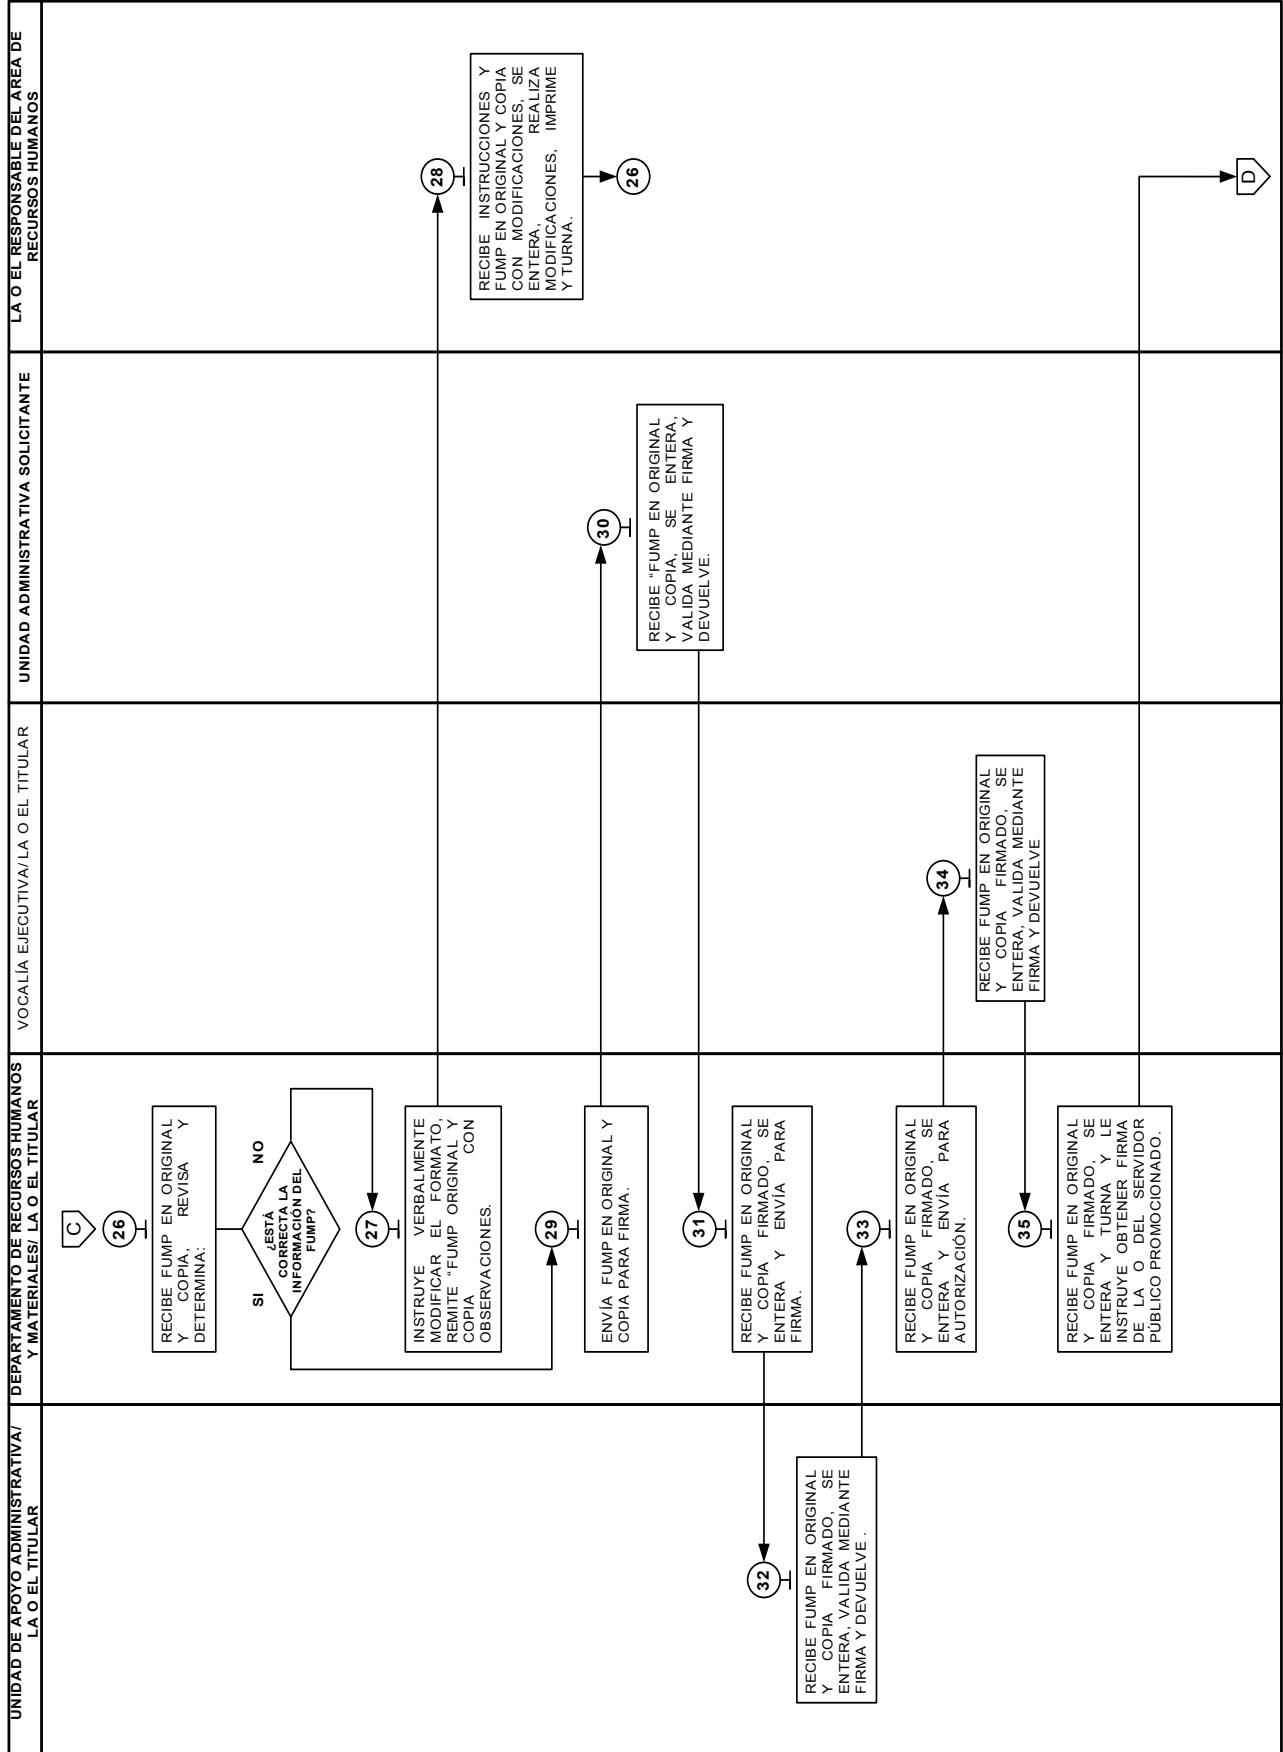 UNIDAD DE APOYO ADMINISTRATIVA/
LA O EL TITULAR
DEPARTAMENTO DE RECURSOS HUMANOS
Y MATERIALES/ LA O EL TITULAR
VOCALÍA EJECUTIVA/ LA O EL TITULAR
UNIDAD ADMINISTRATIVA SOLICITANTE
LA O EL RESPONSABLE DEL AREA DE
RECURSOS HUMANOS
C
26
RECIBE FUMP EN ORIGINAL
Y COPIA, REVISA Y
DETERMINA:
¿ESTÁ
CORRECTA LA
INFORMACIÓN DEL
FUMP?
SI
NO
27
INSTRUYE VERBALMENTE
MODIFICAR EL FORMATO,
REMITE “FUMP ORIGINAL Y
COPIA CON
OBSERVACIONES.
28
RECIBE INSTRUCCIONES Y
FUMP EN ORIGINAL Y COPIA
CON MODIFICACIONES, SE
ENTERA, REALIZA
MODIFICACIONES, IMPRIME
Y TURNA.
26
29
ENVÍA FUMP EN ORIGINAL Y
COPIA PARA FIRMA.
30
RECIBE “FUMP EN ORIGINAL
Y COPIA, SE ENTERA,
VALIDA MEDIANTE FIRMA Y
DEVUELVE.
31
RECIBE FUMP EN ORIGINAL
Y COPIA FIRMADO, SE
ENTERA Y ENVÍA PARA
FIRMA.
32
RECIBE FUMP EN ORIGINAL
Y COPIA FIRMADO, SE
ENTERA, VALIDA MEDIANTE
FIRMA Y DEVUELVE .
33
RECIBE FUMP EN ORIGINAL
Y COPIA FIRMADO, SE
ENTERA Y ENVÍA PARA
AUTORIZACIÓN.
34
RECIBE FUMP EN ORIGINAL
Y COPIA FIRMADO, SE
ENTERA, VALIDA MEDIANTE
FIRMA Y DEVUELVE
35
RECIBE FUMP EN ORIGINAL
Y COPIA FIRMADO, SE
ENTERA Y TURNA Y LE
INSTRUYE OBTENER FIRMA
DE LA O DEL SERVIDOR
PÚBLICO PROMOCIONADO.
D